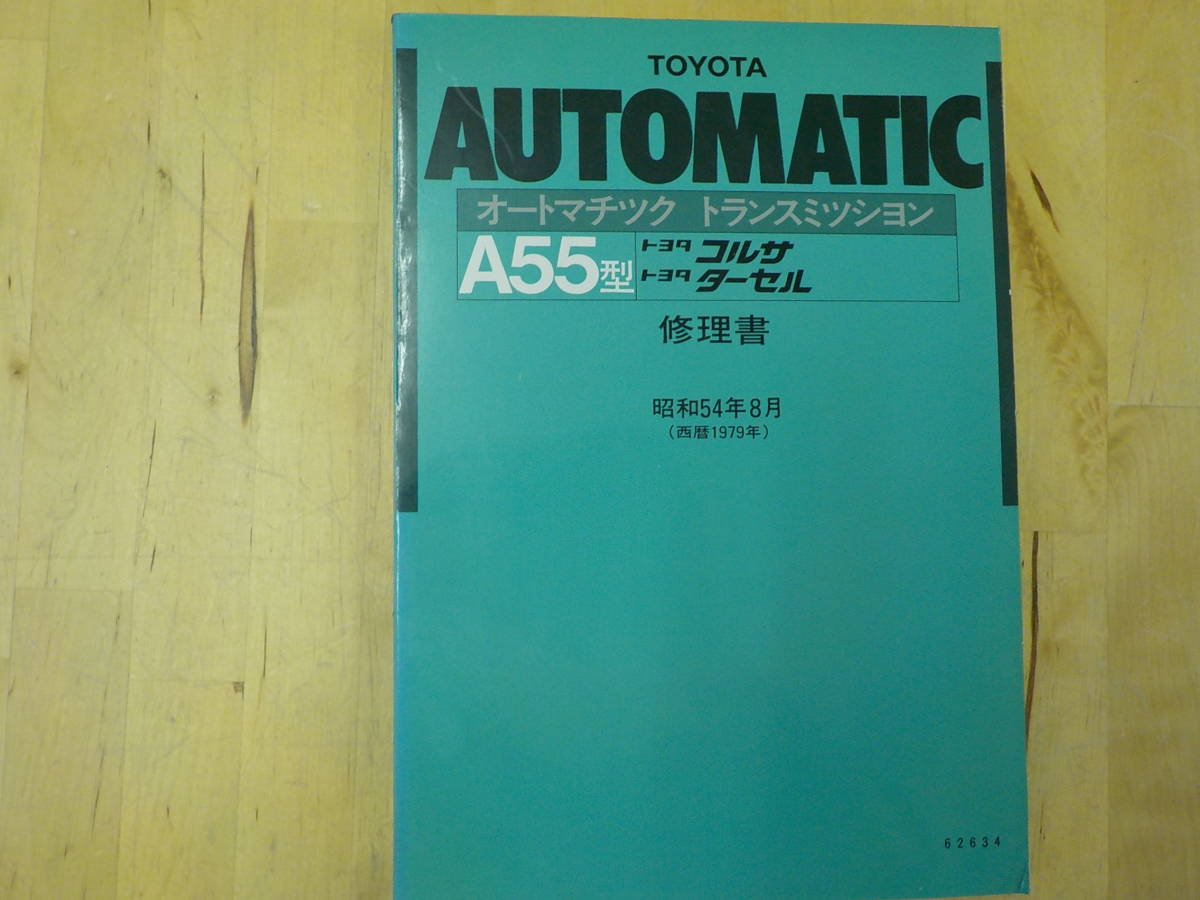 TOYOTA
AUTOMATIC
オートマチツク トランスミツシヨン
A55型
トヨタ コルサ
トヨタ ターセル
修理書
昭和54年8月
(西暦1979年)
62634